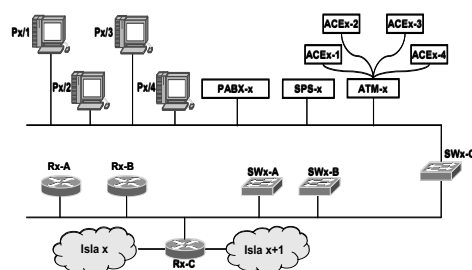 ACEx-2
ACEx-3
Px/1
Px/3
ACEx-1
ACEx-4
Px/2
Px/4
PABX-x
SPS-x
ATM-x
SWx-C
Rx-A
Rx-B
SWx-A
SWx-B
Isla x
Rx-C
Isla x+1